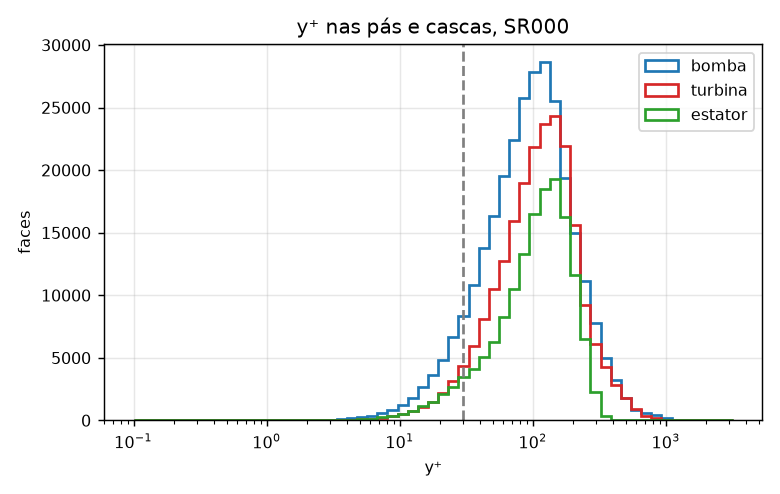 y⁺ nas pás e cascas, SR000
30000
25000
20000
15000
10000
5000
0
faces
bomba
turbina
estator
10⁻¹ 10⁰ 10¹ 10² 10³
y⁺